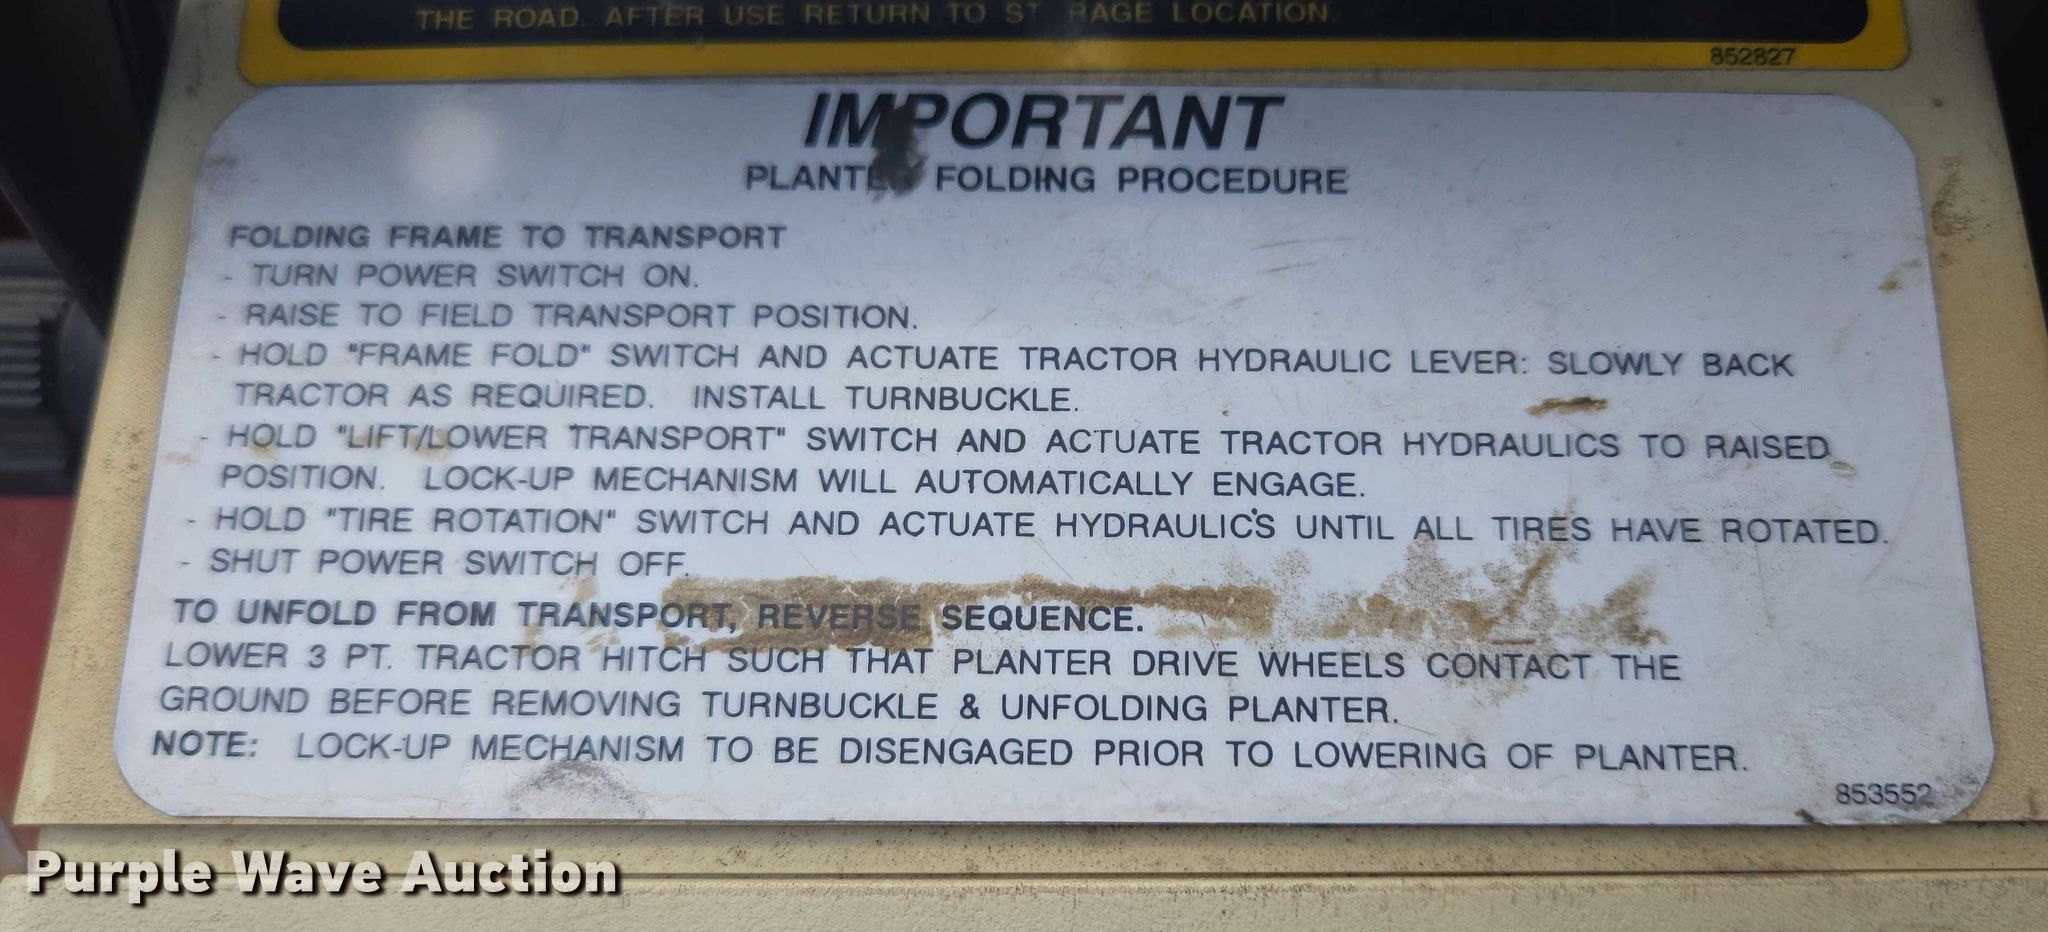 THE ROAD. AFTER USE RETURN TO ST RAGE LOCATION.
852827
IMPORTANT
PLANTER FOLDING PROCEDURE
FOLDING FRAME TO TRANSPORT
- TURN POWER SWITCH ON.
- RAISE TO FIELD TRANSPORT POSITION.
- HOLD "FRAME FOLD" SWITCH AND ACTUATE TRACTOR HYDRAULIC LEVER: SLOWLY BACK
TRACTOR AS REQUIRED. INSTALL TURNBUCKLE.
- HOLD "LIFT/LOWER TRANSPORT" SWITCH AND ACTUATE TRACTOR HYDRAULICS TO RAISED
POSITION. LOCK-UP MECHANISM WILL AUTOMATICALLY ENGAGE.
- HOLD "TIRE ROTATION" SWITCH AND ACTUATE HYDRAULIC'S UNTIL ALL TIRES HAVE ROTATED.
- SHUT POWER SWITCH OFF.
TO UNFOLD FROM TRANSPORT, REVERSE SEQUENCE.
LOWER 3 PT. TRACTOR HITCH SUCH THAT PLANTER DRIVE WHEELS CONTACT THE
GROUND BEFORE REMOVING TURNBUCKLE & UNFOLDING PLANTER.
NOTE: LOCK-UP MECHANISM TO BE DISENGAGED PRIOR TO LOWERING OF PLANTER.
853552
Purple Wave Auction